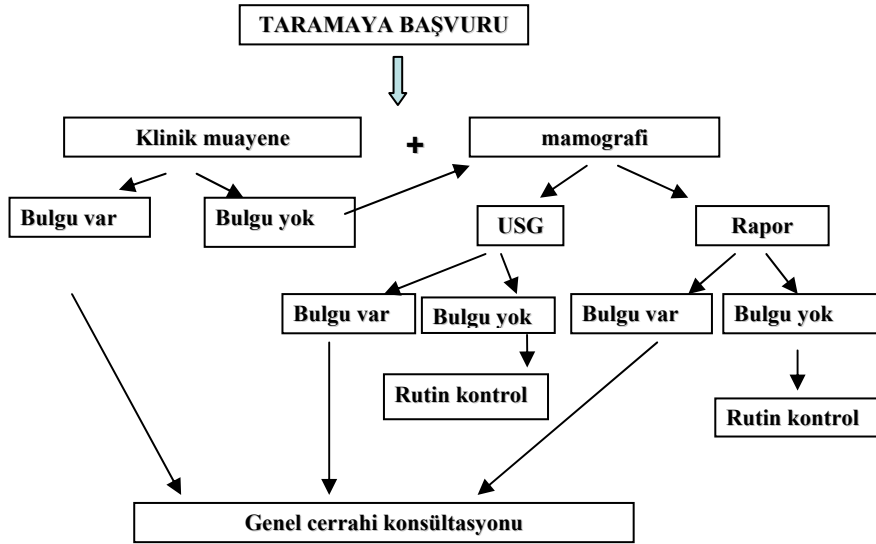 TARAMAYA BAŞVURU
Klinik muayene
+
mamografi
Bulgu var
Bulgu yok
USG
Rapor
Bulgu var
Bulgu yok
Bulgu var
Bulgu yok
Rutin kontrol
Rutin kontrol
Genel cerrahi konsültasyonu